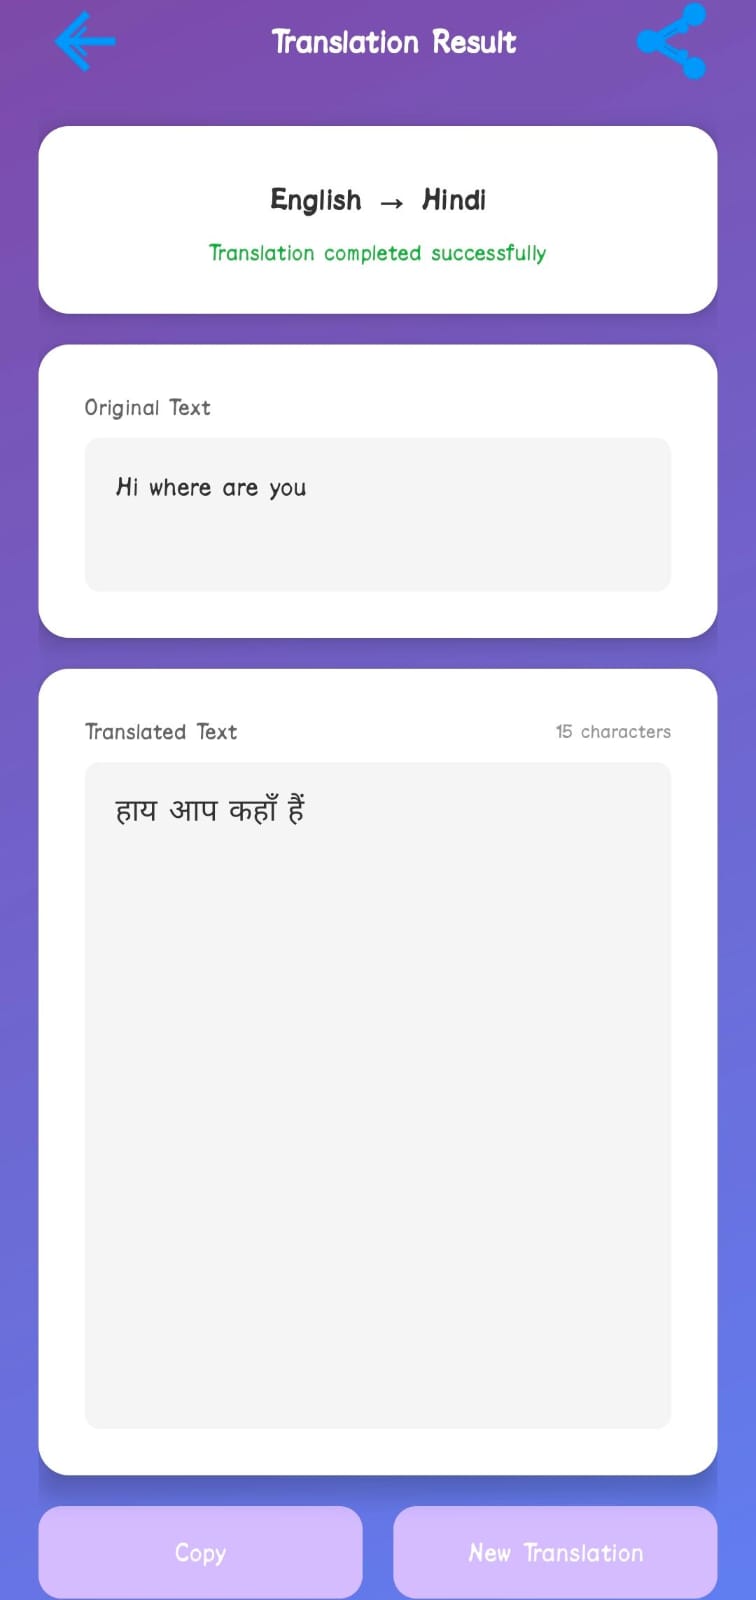 Translation Result
English → Hindi
Translation completed successfully
Original Text
Hi where are you
Translated Text 15 characters
हाय आप कहाँ हैं
Copy New Translation